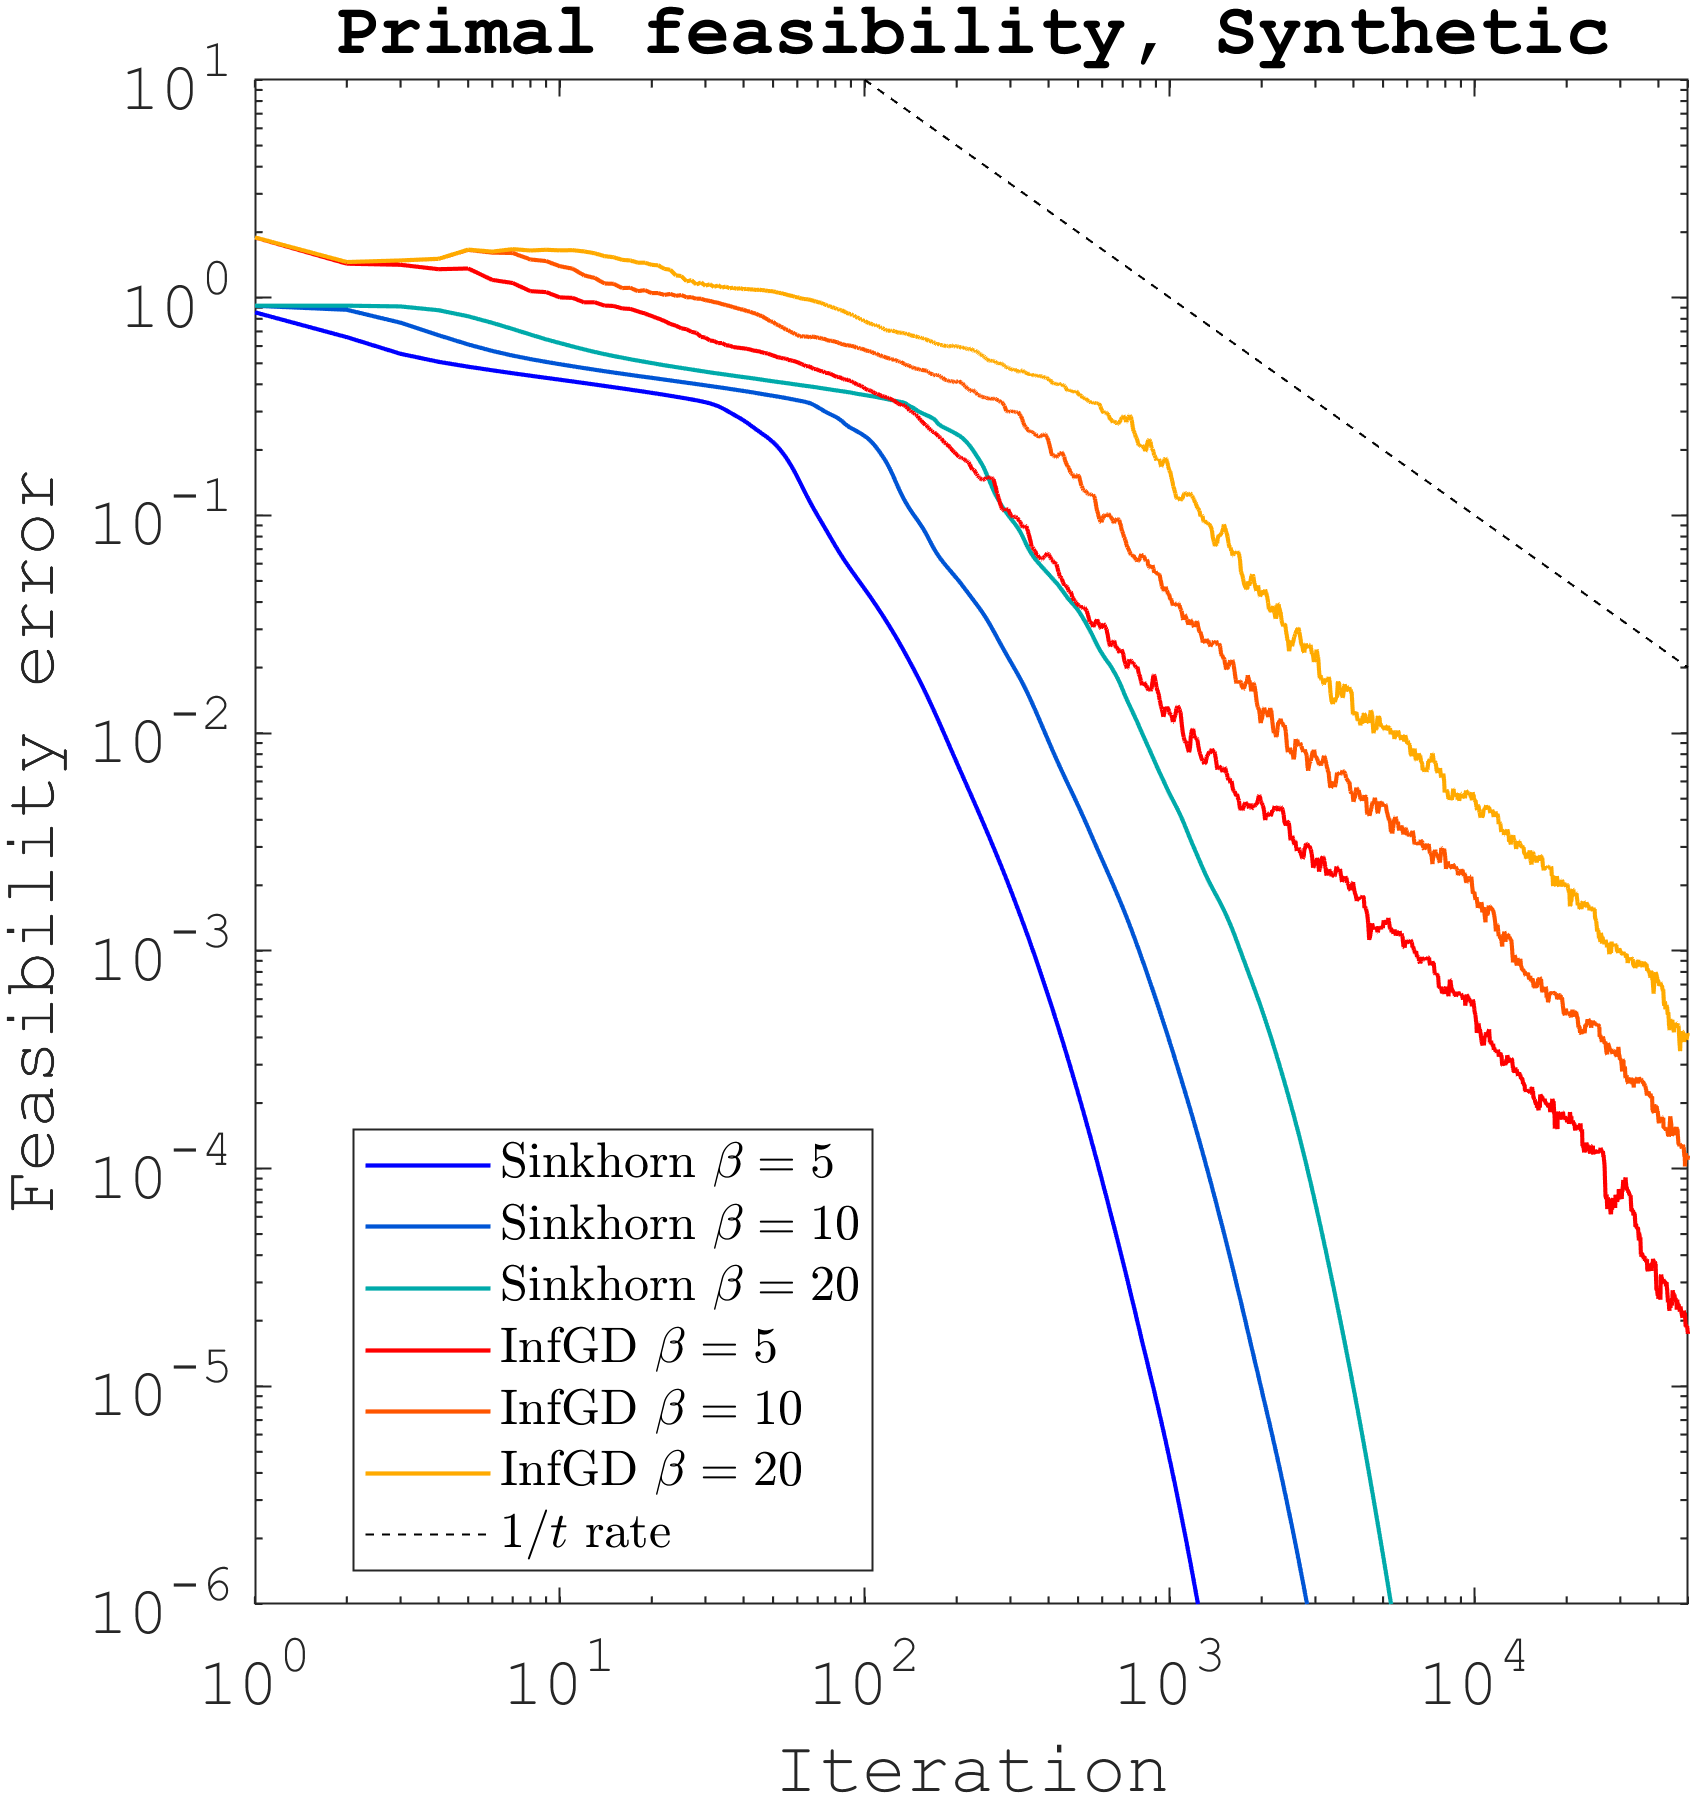 Primal feasibility, Synthetic
10^1
10^0
10^-1
10^-2
10^-3
10^-4
10^-5
10^-6
Feasibility error
Sinkhorn β = 5
Sinkhorn β = 10
Sinkhorn β = 20
InfGD β = 5
InfGD β = 10
InfGD β = 20
1/t rate
10^0 10^1 10^2 10^3 10^4
Iteration